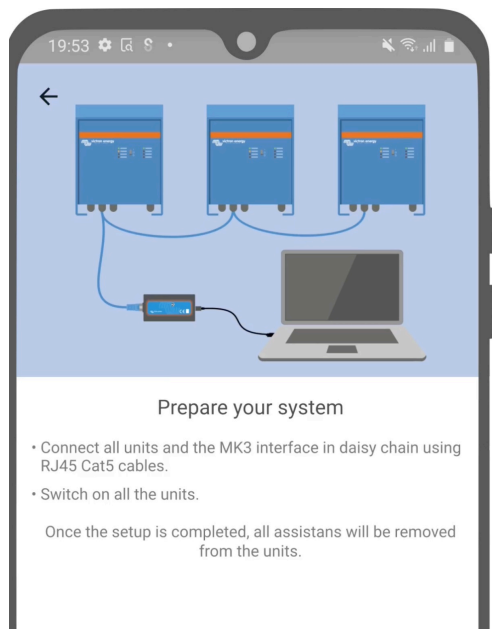 19:53
Prepare your system
• Connect all units and the MK3 interface in daisy chain using
RJ45 Cat5 cables.
• Switch on all the units.
Once the setup is completed, all assistans will be removed
from the units.